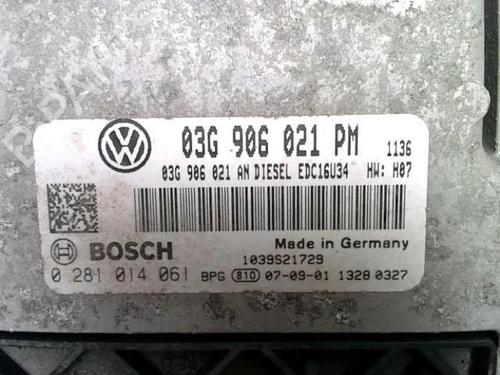 03G 906 021 PM 1136
03G 906 021 AN DIESEL EDC16U34 HW: H07
BOSCH
Made in Germany
1039S21729
0 281 014 061 BPG 810 07-09-01 1328 0327